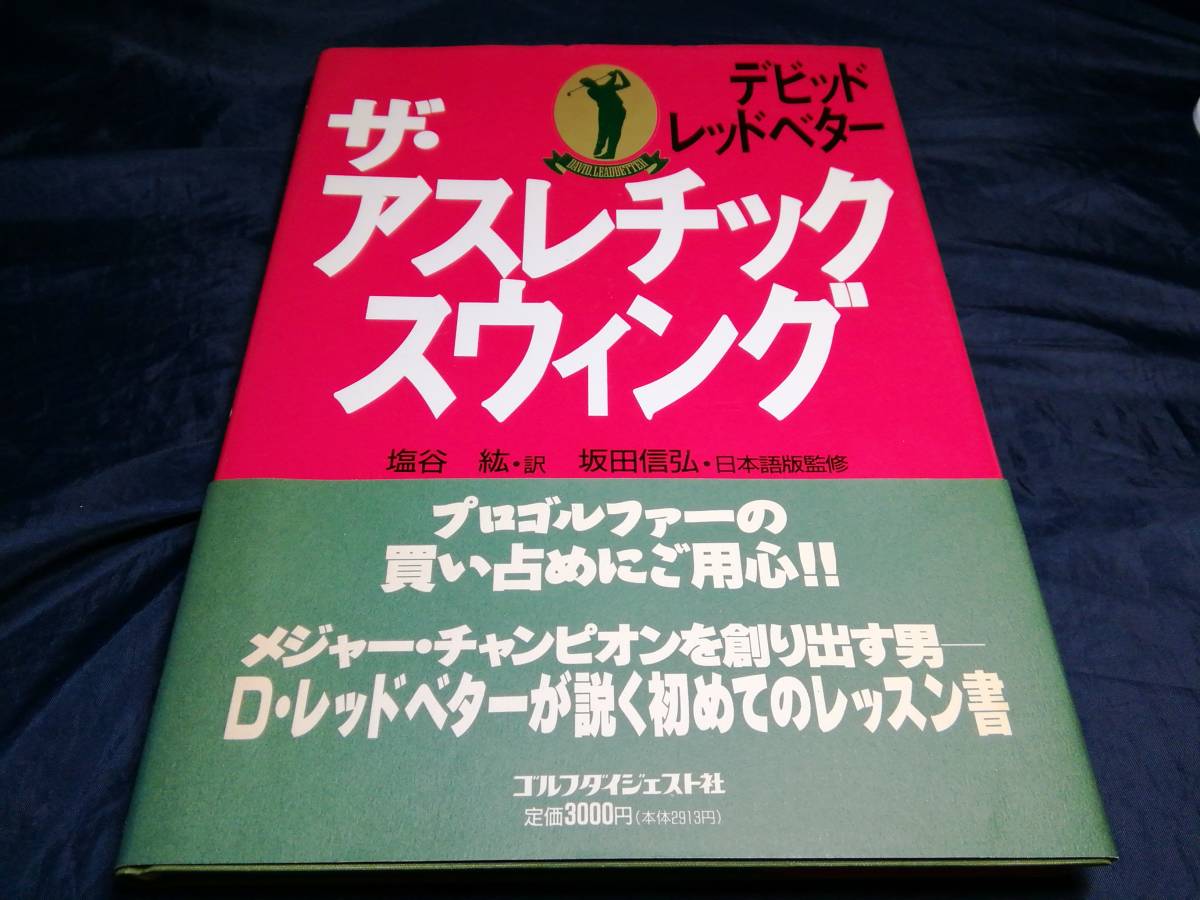 デビッド
レッドベター
DAVID.LEADBETTER
ザ・
アスレチック
スウィング
塩谷 紘・訳 坂田信弘・日本語版監修
プロゴルファーの
買い占めにご用心!!
メジャー・チャンピオンを創り出す男―
D・レッドベターが説く初めてのレッスン書
ゴルフダイジェスト社
定価3000円(本体2913円)